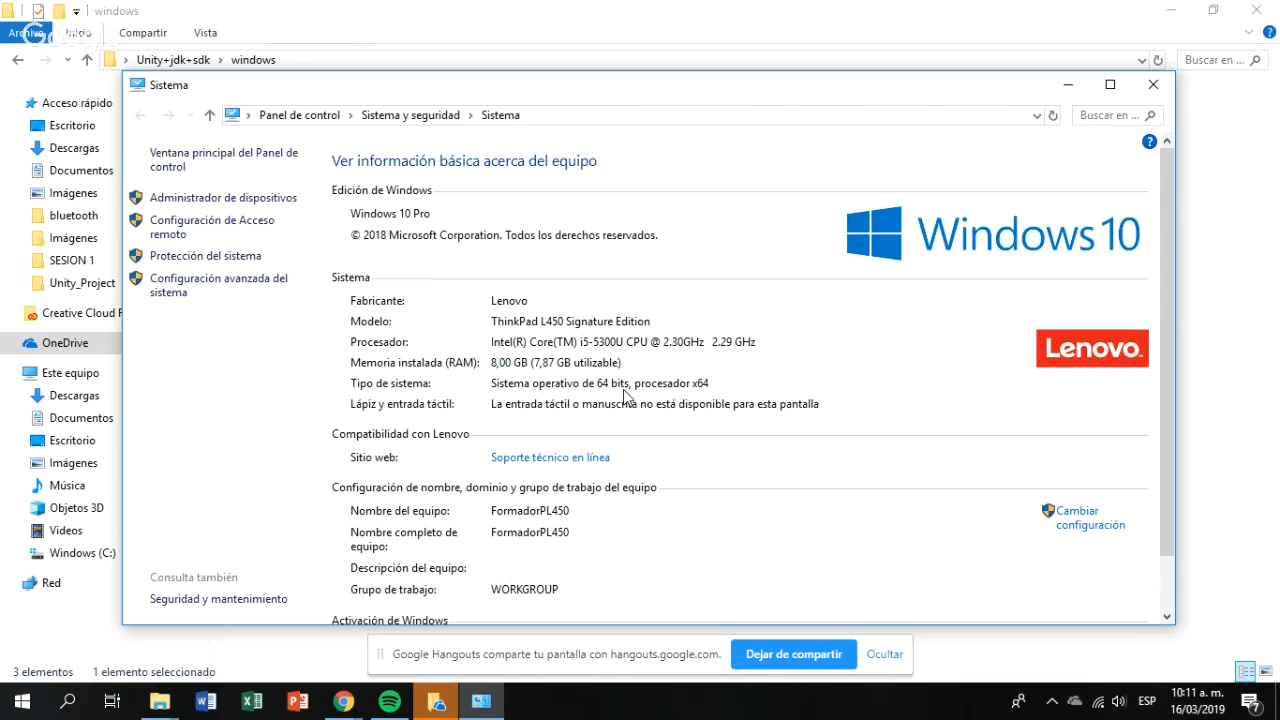 windows
Archivo Inicio Compartir Vista
Google
Unity+jdk+sdk > windows
Buscar en ...
Sistema
Panel de control > Sistema y seguridad > Sistema
Buscar en ...
Acceso rápido
Escritorio
Descargas
Documentos
Imágenes
bluetooth
Imágenes
SESION 1
Unity_Project
Creative Cloud F
OneDrive
Este equipo
Descargas
Documentos
Escritorio
Imágenes
Música
Objetos 3D
Videos
Windows (C:)
Red
Ventana principal del Panel de
control
Administrador de dispositivos
Configuración de Acceso
remoto
Protección del sistema
Configuración avanzada del
sistema
Consulta también
Seguridad y mantenimiento
Ver información básica acerca del equipo
Edición de Windows
Windows 10 Pro
© 2018 Microsoft Corporation. Todos los derechos reservados.
Windows 10
Sistema
Fabricante: Lenovo
Modelo: ThinkPad L450 Signature Edition
Procesador: Intel(R) Core(TM) i5-5300U CPU @ 2.30GHz 2.29 GHz
Memoria instalada (RAM): 8,00 GB (7,87 GB utilizable)
Tipo de sistema: Sistema operativo de 64 bits, procesador x64
Lápiz y entrada táctil: La entrada táctil o manuscrita no está disponible para esta pantalla
Lenovo
Compatibilidad con Lenovo
Sitio web: Soporte técnico en línea
Configuración de nombre, dominio y grupo de trabajo del equipo
Nombre del equipo: FormadorPL450
Nombre completo de FormadorPL450
equipo:
Descripción del equipo:
Grupo de trabajo: WORKGROUP
Cambiar
configuración
Activación de Windows
Google Hangouts comparte tu pantalla con hangouts.google.com. Dejar de compartir Ocultar
3 elementos 1 elemento seleccionado
ESP
10:11 a. m.
16/03/2019
7